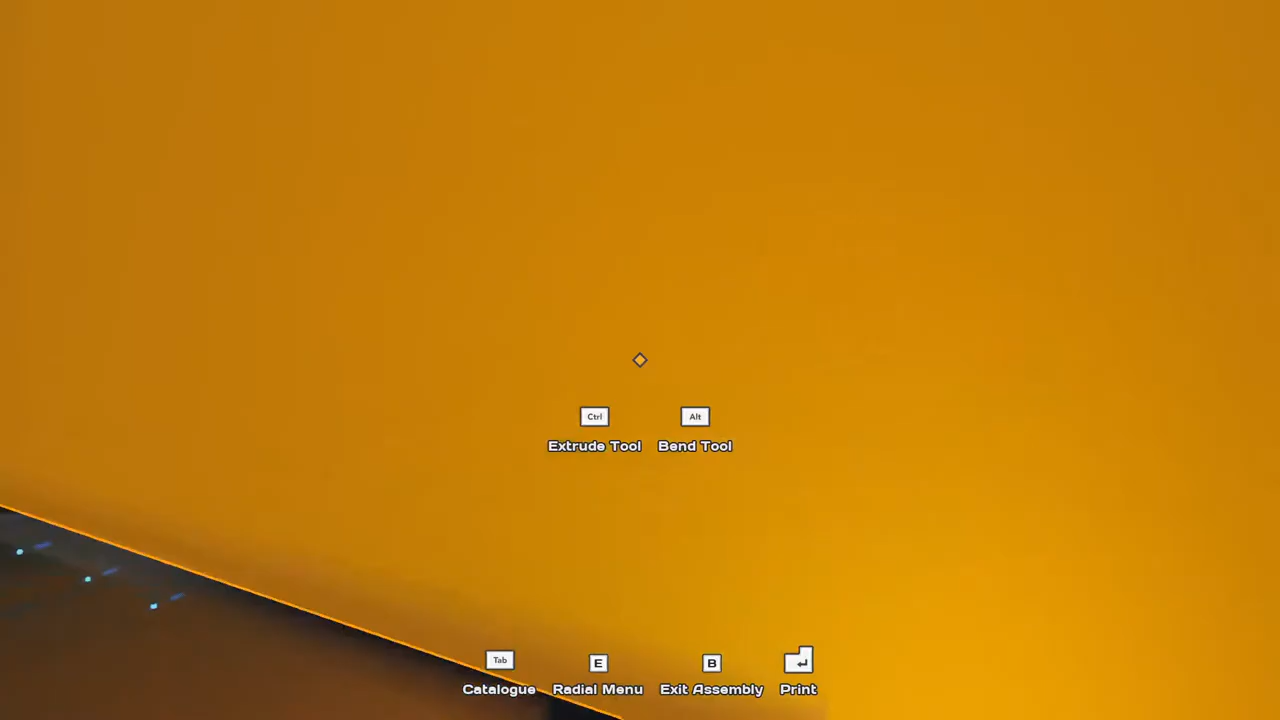 Ctrl Alt
Extrude Tool Bend Tool
Tab E B
Catalogue Radial Menu Exit Assembly Print